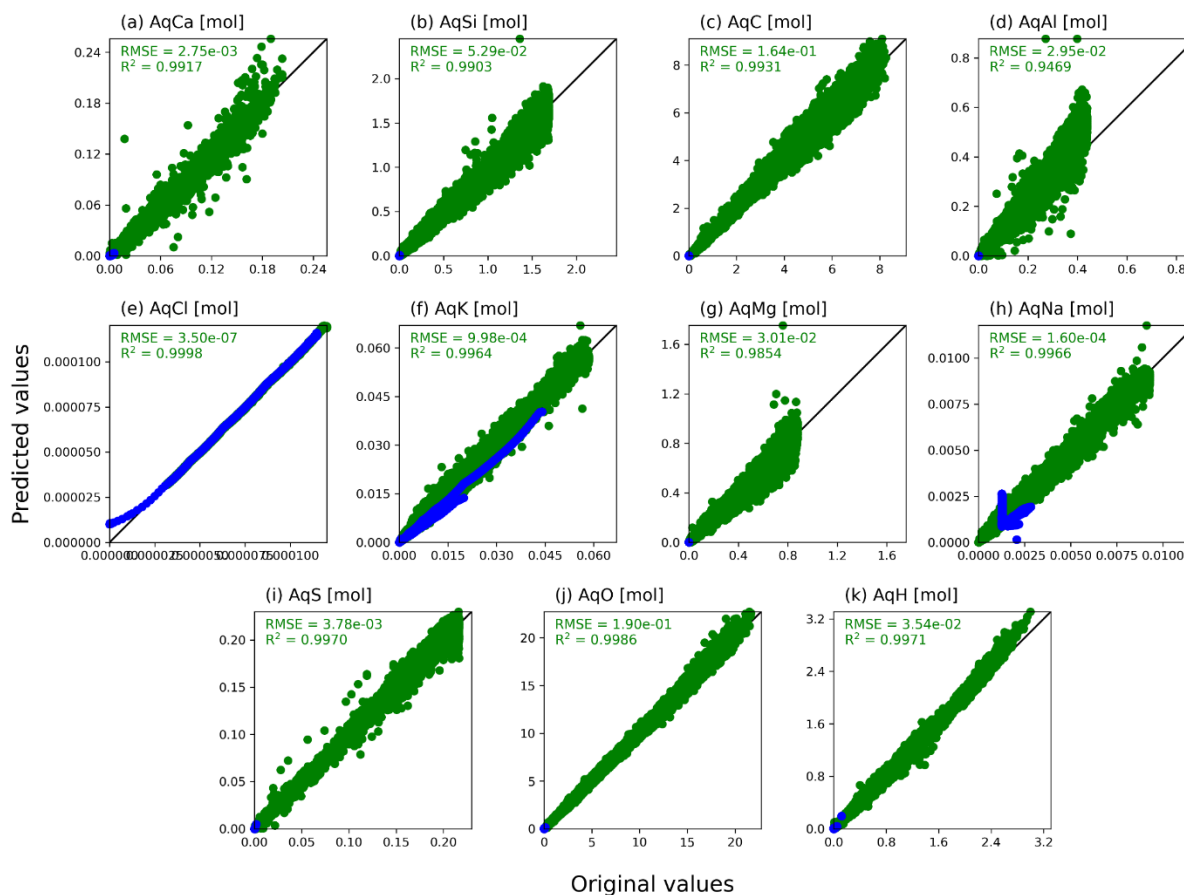 (a) AqCa [mol]
RMSE = 2.75e-03
R² = 0.9917
0.24
0.18
0.12
0.06
0.00
0.00 0.06 0.12 0.18 0.24
(b) AqSi [mol]
RMSE = 5.29e-02
R² = 0.9903
2.0
1.5
1.0
0.5
0.0
0.0 0.5 1.0 1.5 2.0
(c) AqC [mol]
RMSE = 1.64e-01
R² = 0.9931
8
6
4
2
0
0 2 4 6 8
(d) AqAl [mol]
RMSE = 2.95e-02
R² = 0.9469
0.8
0.6
0.4
0.2
0.0
0.0 0.2 0.4 0.6 0.8
(e) AqCl [mol]
RMSE = 3.50e-07
R² = 0.9998
0.000100
0.000075
0.000050
0.000025
0.000000
0.000000 0.000025 0.000050 0.000075 0.000100
(f) AqK [mol]
RMSE = 9.98e-04
R² = 0.9964
0.060
0.045
0.030
0.015
0.000
0.000 0.015 0.030 0.045 0.060
(g) AqMg [mol]
RMSE = 3.01e-02
R² = 0.9854
1.6
1.2
0.8
0.4
0.0
0.0 0.4 0.8 1.2 1.6
(h) AqNa [mol]
RMSE = 1.60e-04
R² = 0.9966
0.0100
0.0075
0.0050
0.0025
0.0000
0.0000 0.0025 0.0050 0.0075 0.0100
(i) AqS [mol]
RMSE = 3.78e-03
R² = 0.9970
0.20
0.15
0.10
0.05
0.00
0.00 0.05 0.10 0.15 0.20
(j) AqO [mol]
RMSE = 1.90e-01
R² = 0.9986
20
15
10
5
0
0 5 10 15 20
(k) AqH [mol]
RMSE = 3.54e-02
R² = 0.9971
3.2
2.4
1.6
0.8
0.0
0.0 0.8 1.6 2.4 3.2
Predicted values
Original values